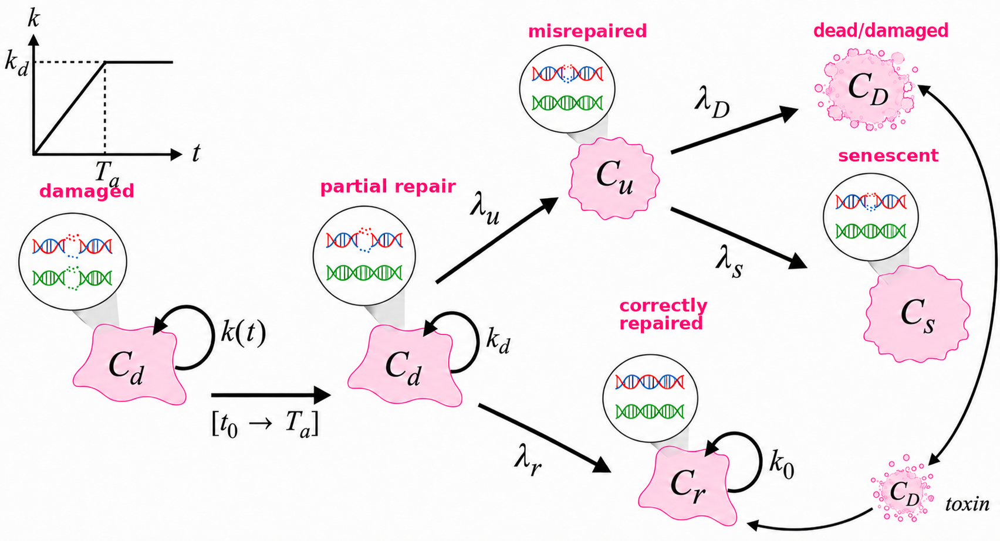 k
k_d
t
T_a
damaged
k(t)
C_d
[t_0 → T_a]
partial repair
k_d
C_d
λ_u
λ_r
misrepaired
C_u
λ_D
λ_s
dead/damaged
C_D
senescent
C_s
correctly
repaired
k_0
C_r
C_D
toxin